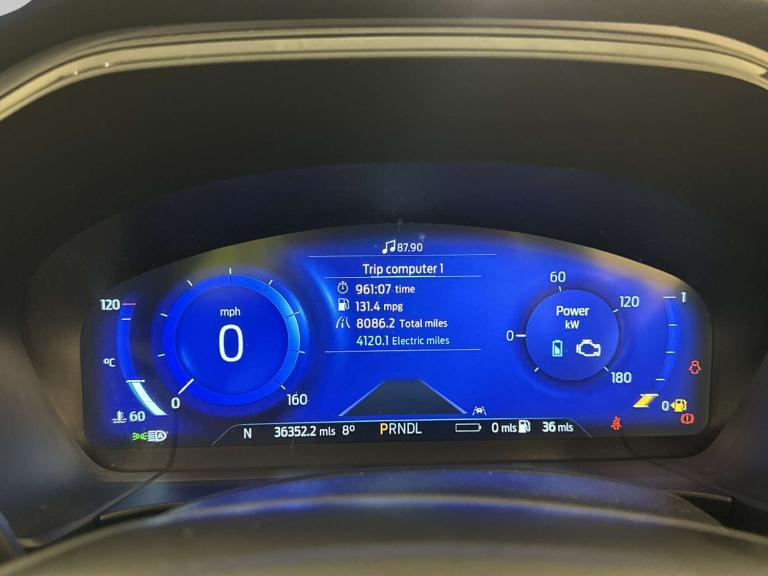 87.90
Trip computer 1
961:07 time
131.4 mpg
8086.2 Total miles
4120.1 Electric miles
120
°C
60
mph
0
0
160
60
0
120
180
Power
kW
1
0
A
N 36352.2 mls 8° PRNDL 0 mls 36 mls